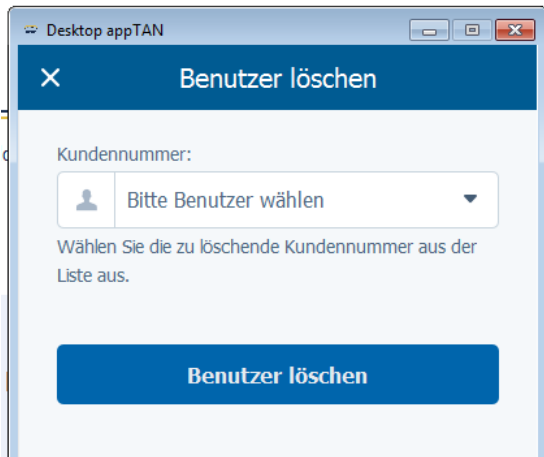 Desktop appTAN
Benutzer löschen
Kundennummer:
Bitte Benutzer wählen
Wählen Sie die zu löschende Kundennummer aus der
Liste aus.
Benutzer löschen